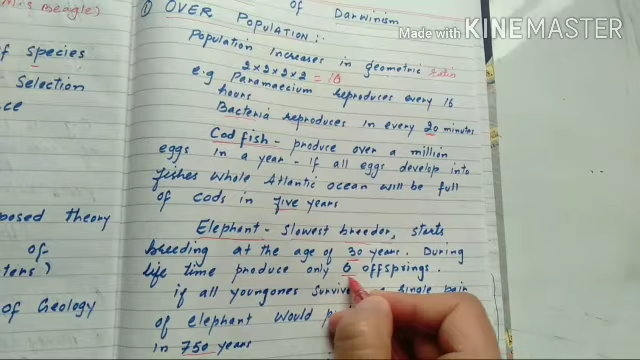 M.S Beagle)
of Darwinism
① OVER POPULATION:-
Made with KINEMASTER
Population increases in geometric ratio
of species
2×2×2×2 = 16
e.g Paramaecium reproduces every 16
Selection
hours
Bacteria reproduces in every 20 minutes
Cod fish - produce over a million
eggs in a year - if all eggs develop into
fishes whole Atlantic ocean will be full
of cods in five years
posed theory
Elephant - slowest breeder, starts
of
breeding at the age of 30 years. During
life time produce only 6 offsprings.
of Geology
if all youngones survive a single pair
of elephant would
in 750 years